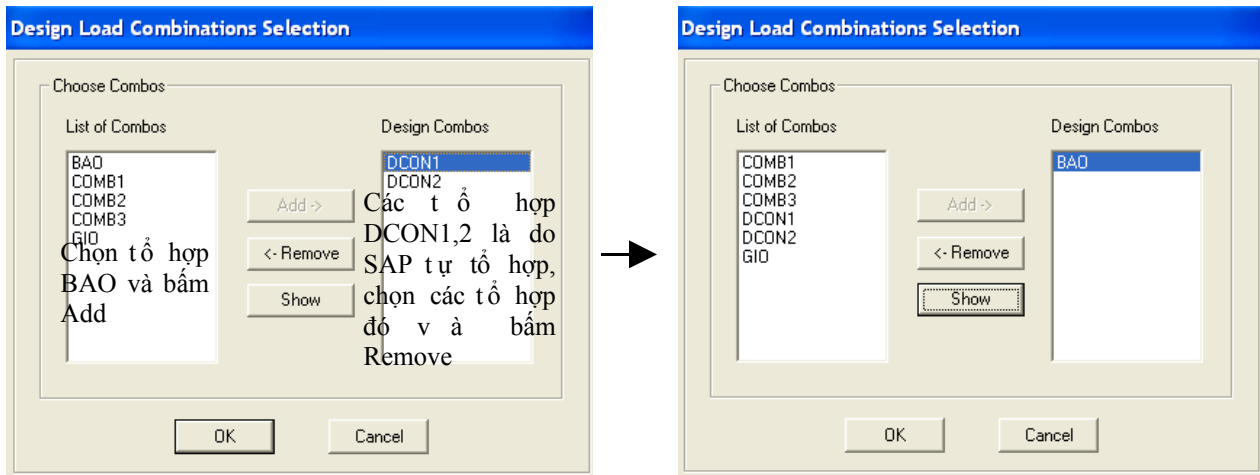 Design Load Combinations Selection
Choose Combos
List of Combos
Design Combos
BAO
COMB1
COMB2
COMB3
GIO
Chọn tổ hợp
BAO và bấm
Add
Add ->
<- Remove
Show
DCON1
DCON2
Các t ổ hợp
DCON1,2 là do
SAP tự tổ hợp,
chọn các tổ hợp
đó v à bấm
Remove
OK
Cancel
Design Load Combinations Selection
Choose Combos
List of Combos
Design Combos
COMB1
COMB2
COMB3
DCON1
DCON2
GIO
Add ->
<- Remove
Show
BAO
OK
Cancel